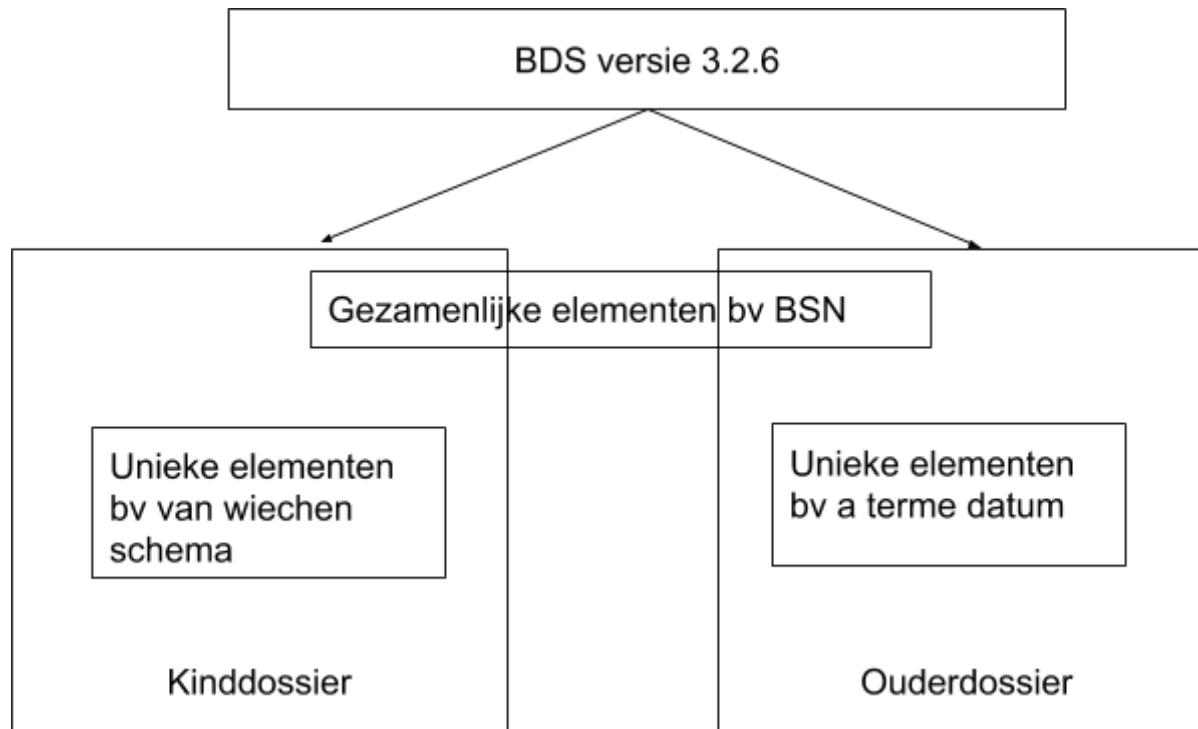 BDS versie 3.2.6
Gezamenlijke elementen bv BSN
Unieke elementen
bv van wiechen
schema
Unieke elementen
bv a terme datum
Kinddossier
Ouderdossier